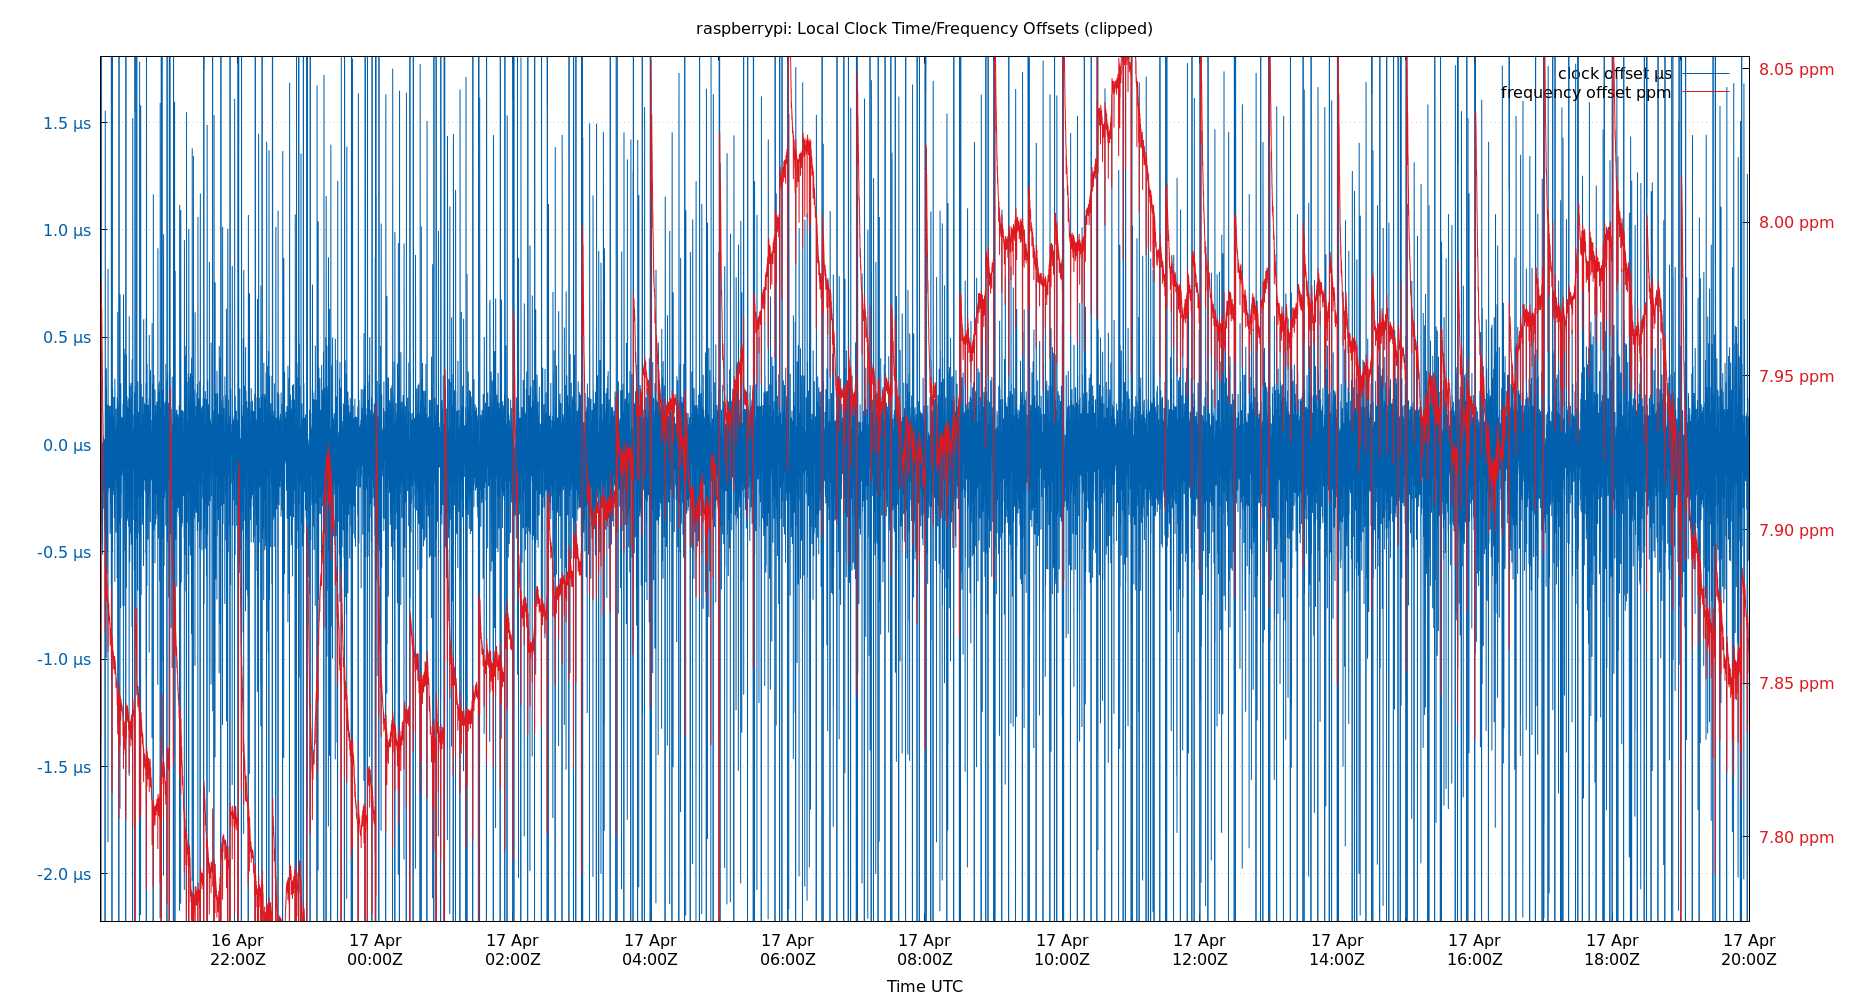 raspberrypi: Local Clock Time/Frequency Offsets (clipped)
clock offset µs
frequency offset ppm
1.5 µs
1.0 µs
0.5 µs
0.0 µs
-0.5 µs
-1.0 µs
-1.5 µs
-2.0 µs
8.05 ppm
8.00 ppm
7.95 ppm
7.90 ppm
7.85 ppm
7.80 ppm
16 Apr
22:00Z
17 Apr
00:00Z
17 Apr
02:00Z
17 Apr
04:00Z
17 Apr
06:00Z
17 Apr
08:00Z
17 Apr
10:00Z
17 Apr
12:00Z
17 Apr
14:00Z
17 Apr
16:00Z
17 Apr
18:00Z
17 Apr
20:00Z
Time UTC